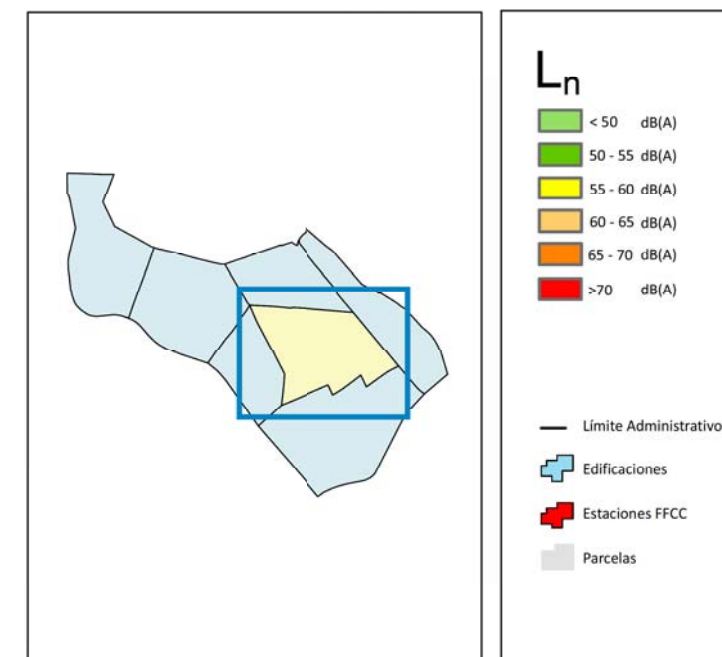 Ln
< 50 dB(A)
50 - 55 dB(A)
55 - 60 dB(A)
60 - 65 dB(A)
65 - 70 dB(A)
>70 dB(A)
Límite Administrativo
Edificaciones
Estaciones FFCC
Parcelas